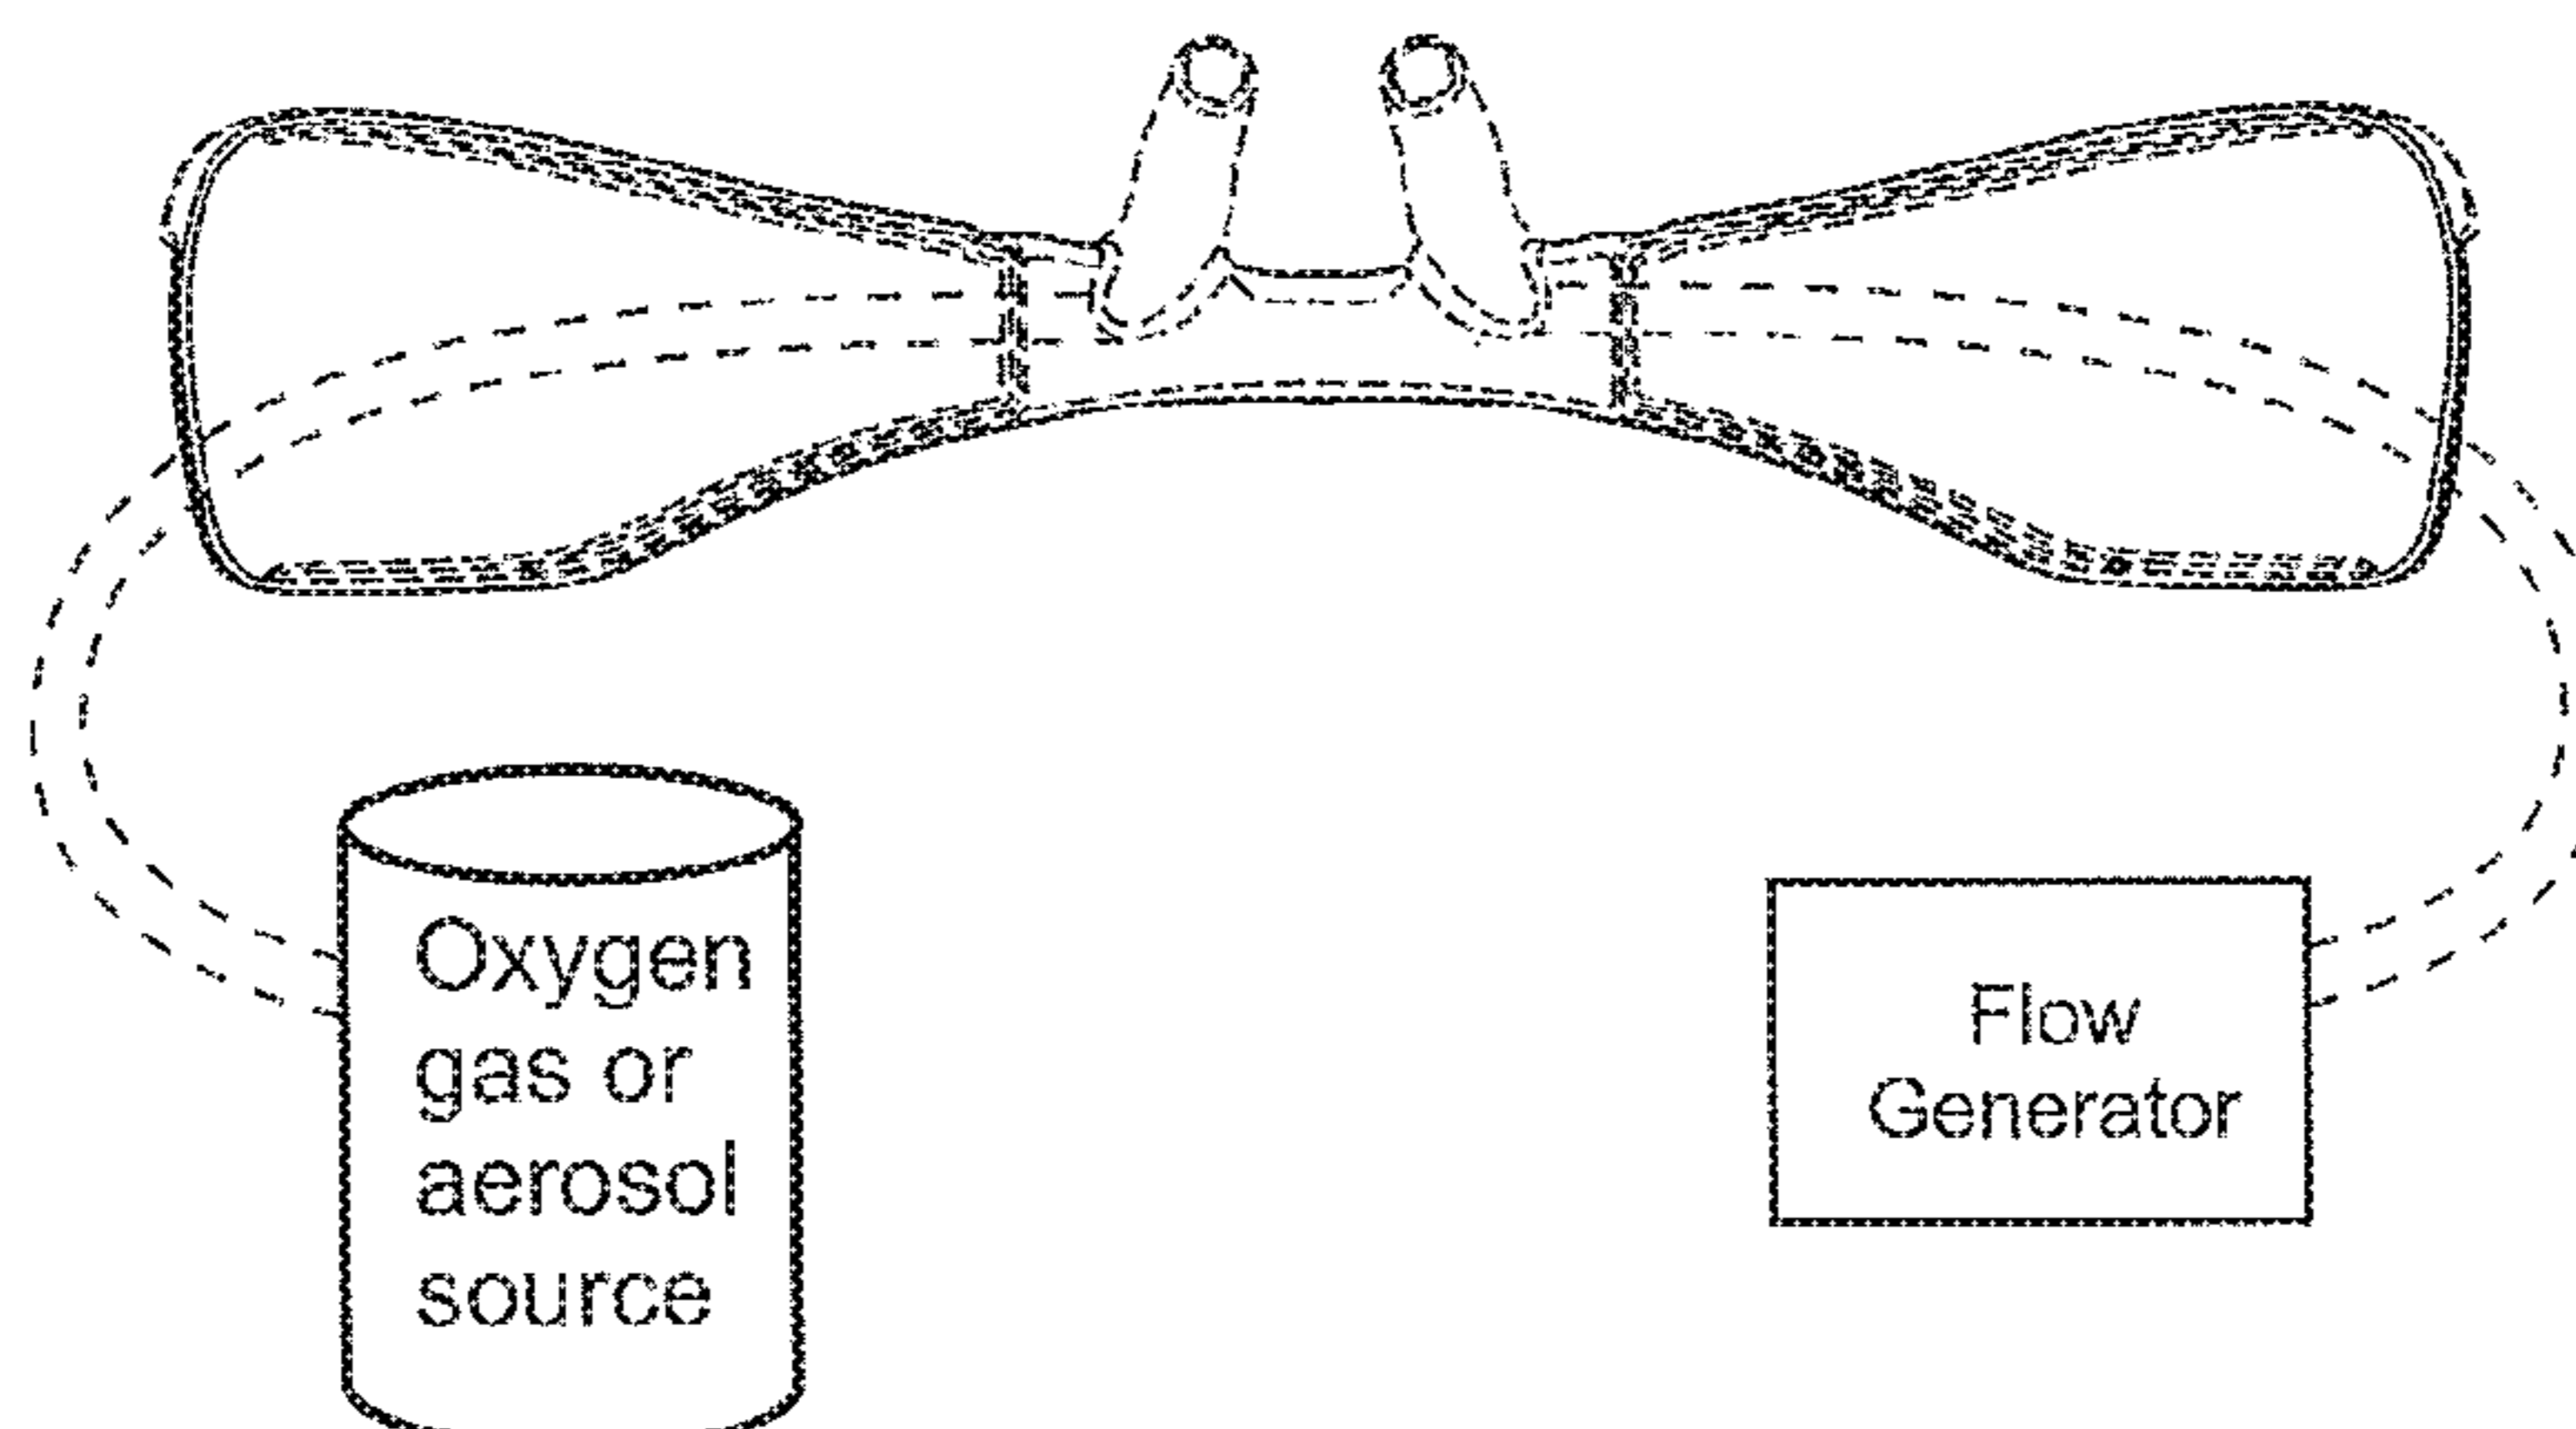 Oxygen
gas or
aerosol
source
Flow
Generator